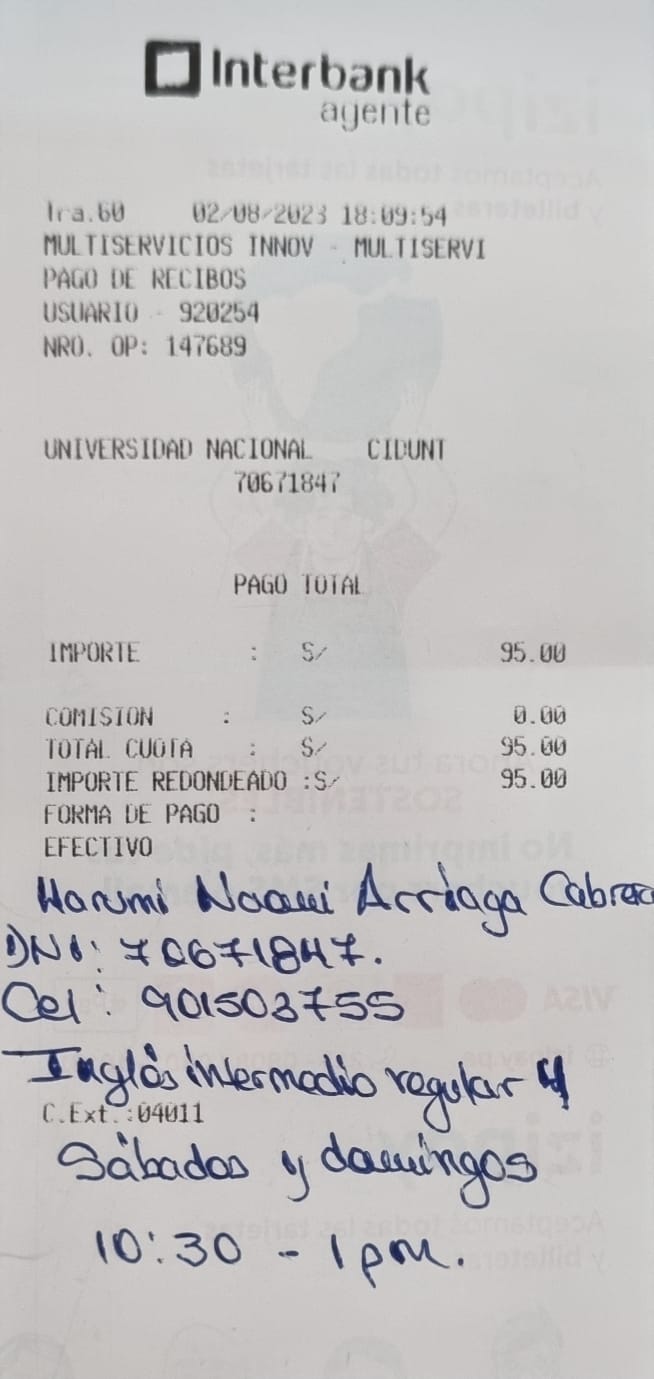 Interbank
agente
Tra.60 02/08/2023 18:09:54
MULTISERVICIOS INNOV - MULTISERVI
PAGO DE RECIBOS
USUARIO - 920254
NRO. OP: 147689
UNIVERSIDAD NACIONAL CIDUNT
70671847
PAGO TOTAL
IMPORTE : S/ 95.00
COMISION : S/ 0.00
TOTAL CUOTA : S/ 95.00
IMPORTE REDONDEADO :S/ 95.00
FORMA DE PAGO :
EFECTIVO
Harumi Naomi Arriaga Cabrera
DNI: 70671847.
Cel: 901503755
Inglés intermedio regular 4
C.Ext.:04011
Sábados y domingos
10:30 - 1 pm.